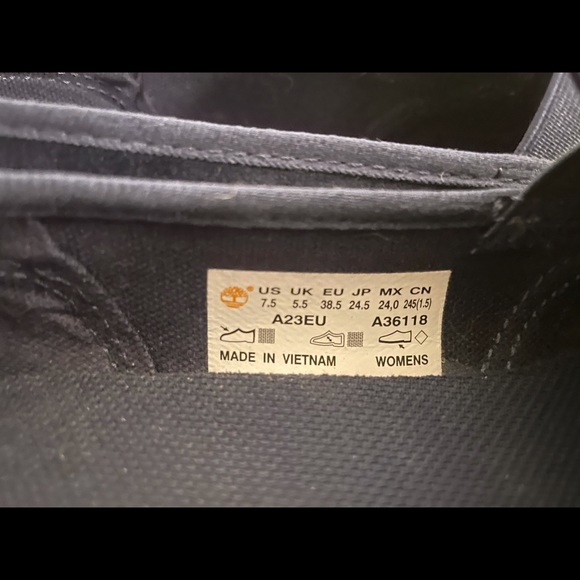 US UK EU JP MX CN
7.5 5.5 38.5 24.5 24,0 245(1.5)
A23EU A36118
MADE IN VIETNAM WOMENS